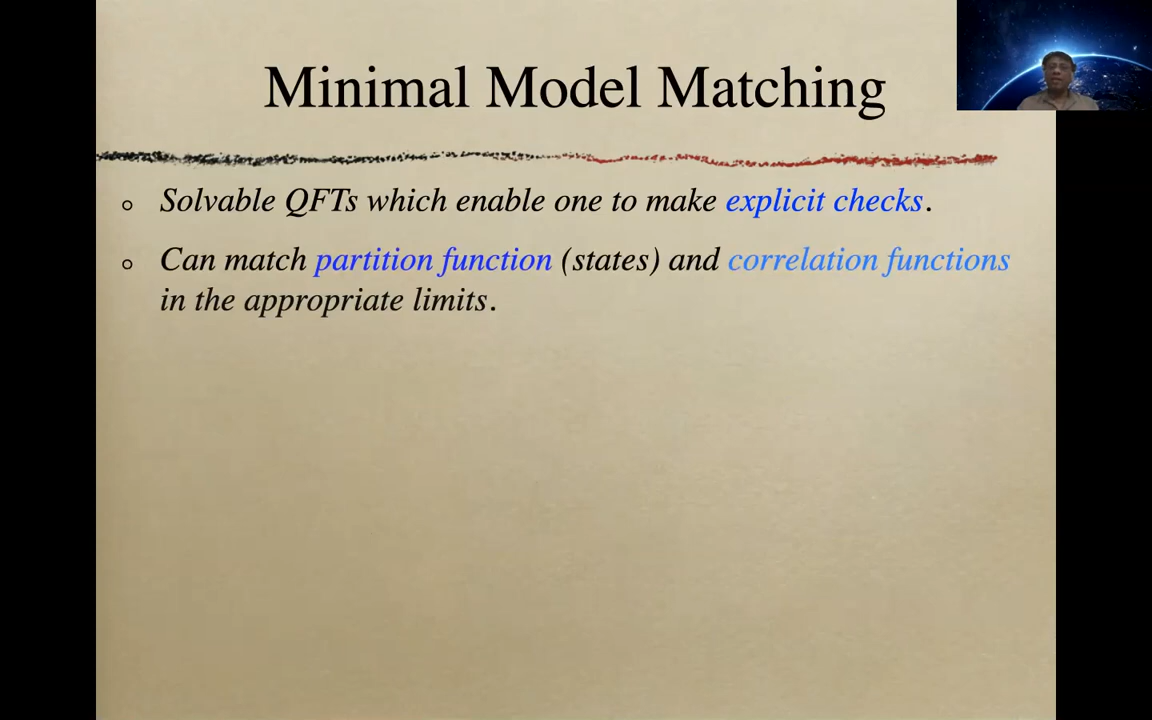 Minimal Model Matching
Solvable QFTs which enable one to make explicit checks.
Can match partition function (states) and correlation functions
in the appropriate limits.